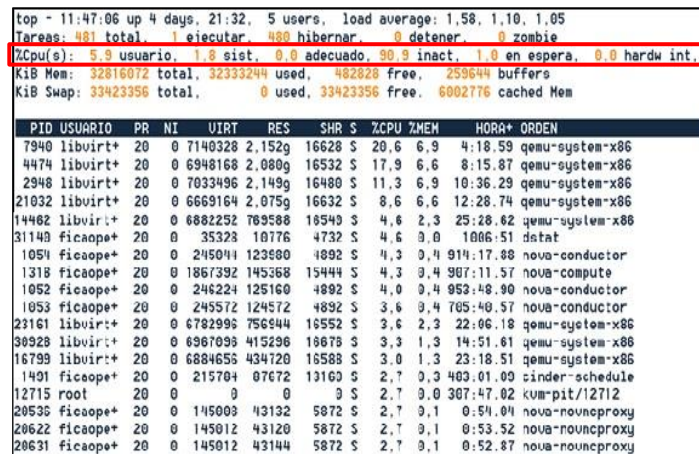 top - 11:47:06 up 4 days, 21:32, 5 users, load average: 1,58, 1,10, 1,05
Tareas: 481 total, 1 ejecutar, 480 hibernar, 0 detener, 0 zombie
%Cpu(s): 5.9 usuario, 1.8 sist, 0.0 adecuado, 90.9 inact, 1.0 en espera, 0.0 hardw int,
KiB Mem: 32816072 total, 32333244 used, 482828 free, 259644 buffers
KiB Swap: 33423356 total, 0 used, 33423356 free. 6002776 cached Mem
PID USUARIO PR NI VIRT RES SHR S %CPU %MEM HORA+ ORDEN
7940 libvirt+ 20 0 7140328 2,152g 16628 S 20,6 6,9 4:18.59 qemu-system-x86
4474 libvirt+ 20 0 6948168 2,080g 16532 S 17,9 6,6 8:15.87 qemu-system-x86
2948 libvirt+ 20 0 7033496 2,149g 16480 S 11,3 6,9 10:36.29 qemu-system-x86
21032 libvirt+ 20 0 6669164 2,075g 16632 S 8,6 6,6 12:28.74 qemu-system-x86
14462 libvirt+ 20 0 6882252 769588 16540 S 4,6 2,3 25:28.62 qemu-system-x86
31140 ficaope+ 20 0 35328 10776 4732 S 4,6 0,0 1006:51 dstat
1054 ficaope+ 20 0 245044 123980 4892 S 4,3 0,4 914:17.88 nova-conductor
1318 ficaope+ 20 0 1867392 145368 15444 S 4,3 0,4 907:11.57 nova-compute
1052 ficaope+ 20 0 246224 125160 4892 S 4,0 0,4 953:48.90 nova-conductor
1053 ficaope+ 20 0 245572 124572 4892 S 3,6 0,4 705:40.57 nova-conductor
23161 libvirt+ 20 0 6782996 756944 16552 S 3,6 2,3 22:06.18 qemu-system-x86
30928 libvirt+ 20 0 6967096 415296 16676 S 3,3 1,3 14:51.61 qemu-system-x86
16799 libvirt+ 20 0 6884656 434720 16588 S 3,0 1,3 23:18.51 qemu-system-x86
1491 ficaope+ 20 0 215784 87672 13160 S 2,7 0,3 403:01.09 cinder-schedule
12715 root 20 0 0 0 0 S 2,7 0.0 307:47.02 kvm-pit/12712
20536 ficaope+ 20 0 145008 43132 5872 S 2,7 0,1 0:54.04 nova-novncproxy
20622 ficaope+ 20 0 145012 43120 5872 S 2,7 0,1 0:53.52 nova-novncproxy
20631 ficaope+ 20 0 145012 43144 5872 S 2,7 0,1 0:52.87 nova-novncproxy